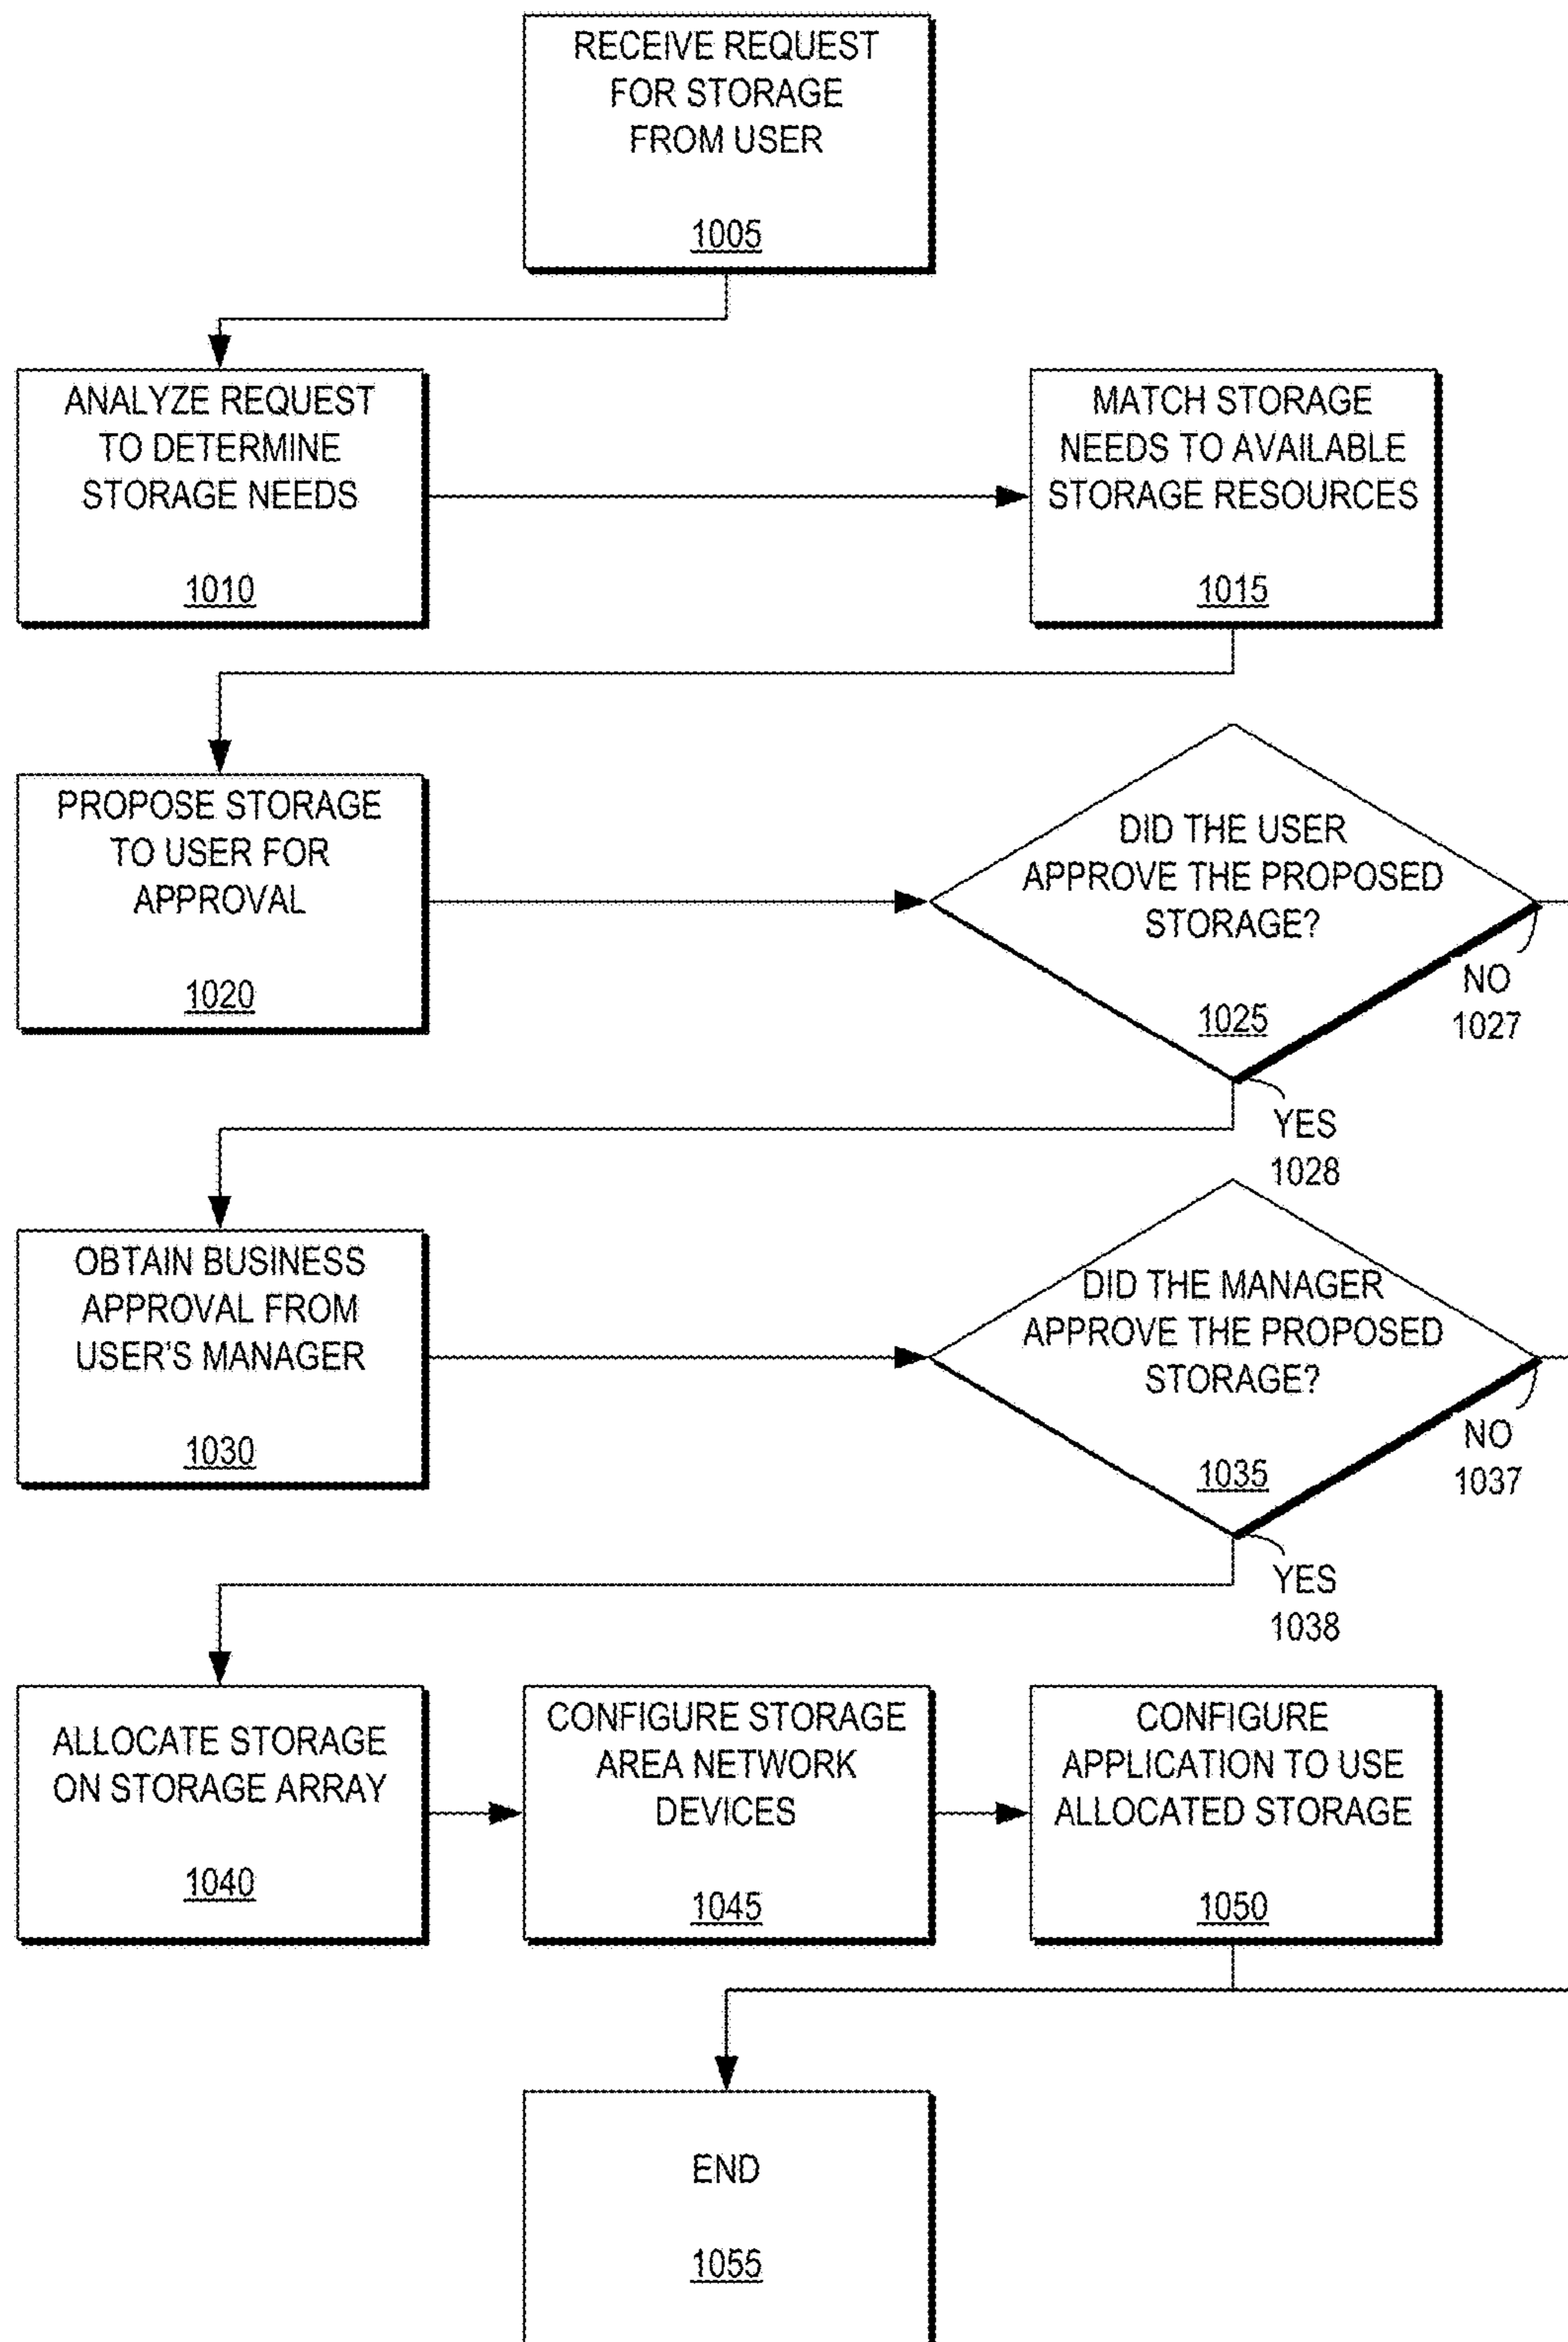 RECEIVE REQUEST
FOR STORAGE
FROM USER
1005
ANALYZE REQUEST
TO DETERMINE
STORAGE NEEDS
1010
MATCH STORAGE
NEEDS TO AVAILABLE
STORAGE RESOURCES
1015
PROPOSE STORAGE
TO USER FOR
APPROVAL
1020
DID THE USER
APPROVE THE PROPOSED
STORAGE?
1025
NO
1027
YES
1028
OBTAIN BUSINESS
APPROVAL FROM
USER'S MANAGER
1030
DID THE MANAGER
APPROVE THE PROPOSED
STORAGE?
1035
NO
1037
YES
1038
ALLOCATE STORAGE
ON STORAGE ARRAY
1040
CONFIGURE STORAGE
AREA NETWORK
DEVICES
1045
CONFIGURE
APPLICATION TO USE
ALLOCATED STORAGE
1050
END
1055